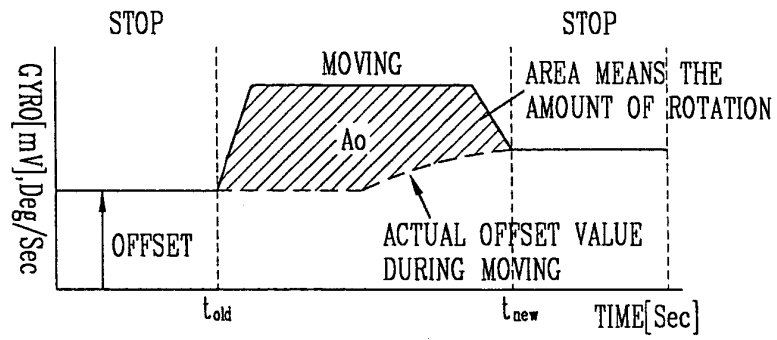 STOP
STOP
MOVING
AREA MEANS THE
AMOUNT OF ROTATION
GYRO[mV],Deg/Sec
Ao
OFFSET
ACTUAL OFFSET VALUE
DURING MOVING
told
tnew
TIME[Sec]